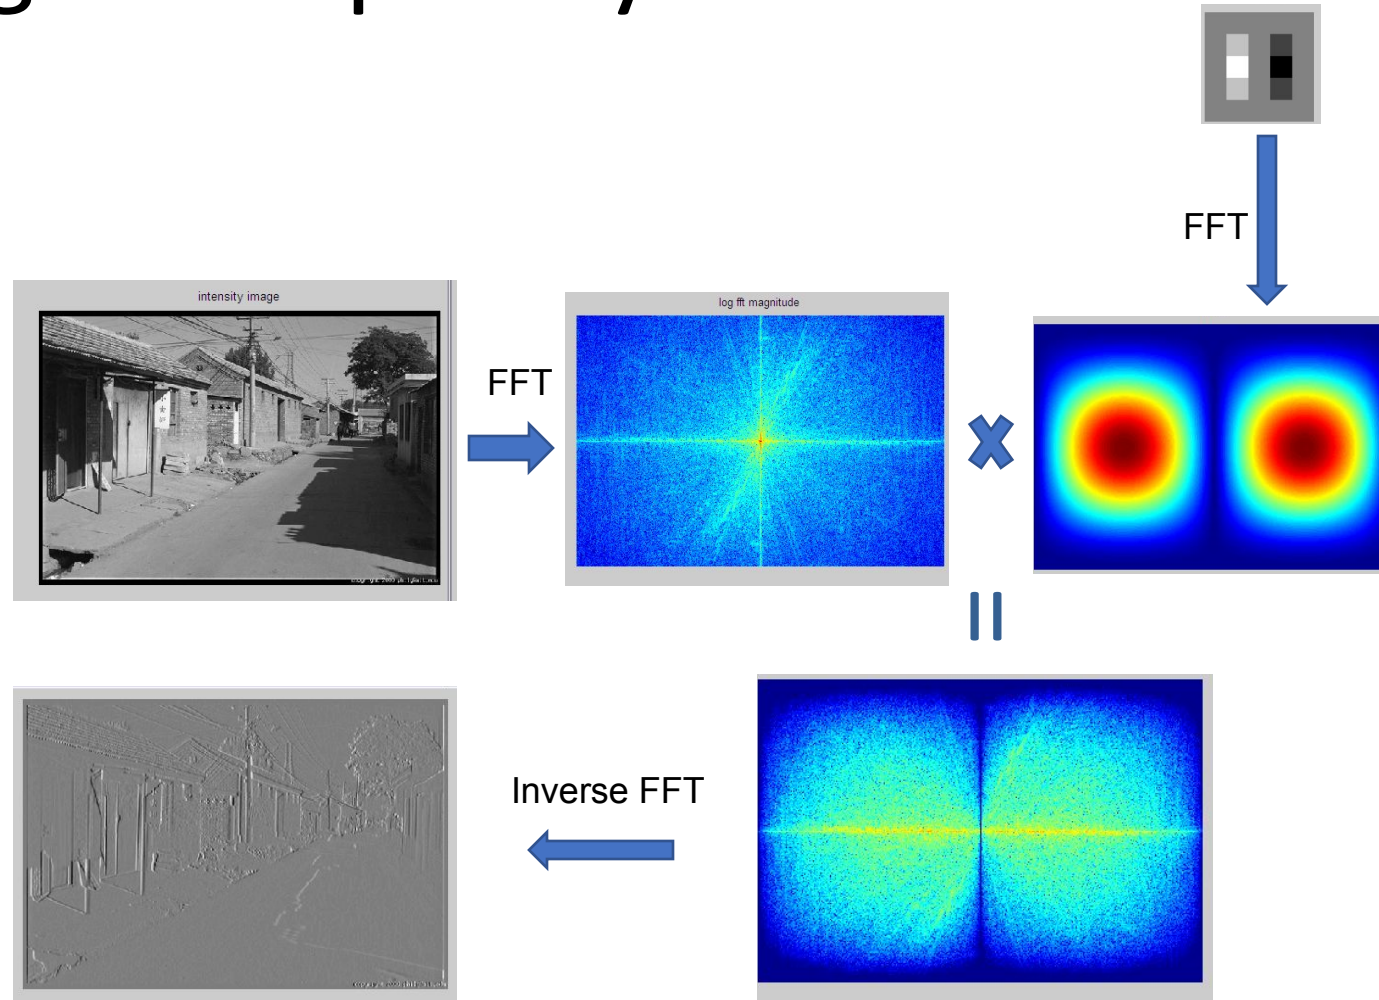 FFT
intensity image
log fft magnitude
FFT
Inverse FFT